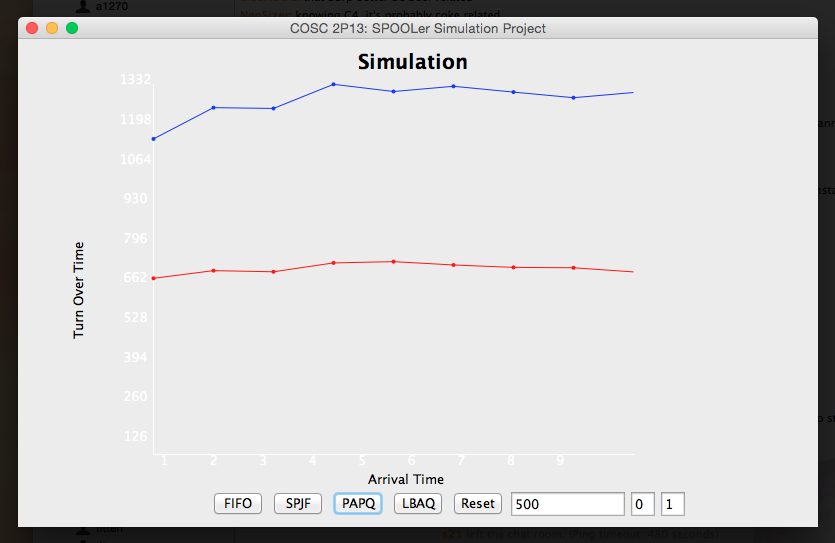 a1270
knowing C4, it's probably coke related
COSC 2P13: SPOOLer Simulation Project
Simulation
1332
1198
1064
930
796
662
528
394
260
126
Turn Over Time
1 2 3 4 5 6 7 8 9
Arrival Time
FIFO SPJF PAPQ LBAQ Reset 500 0 1